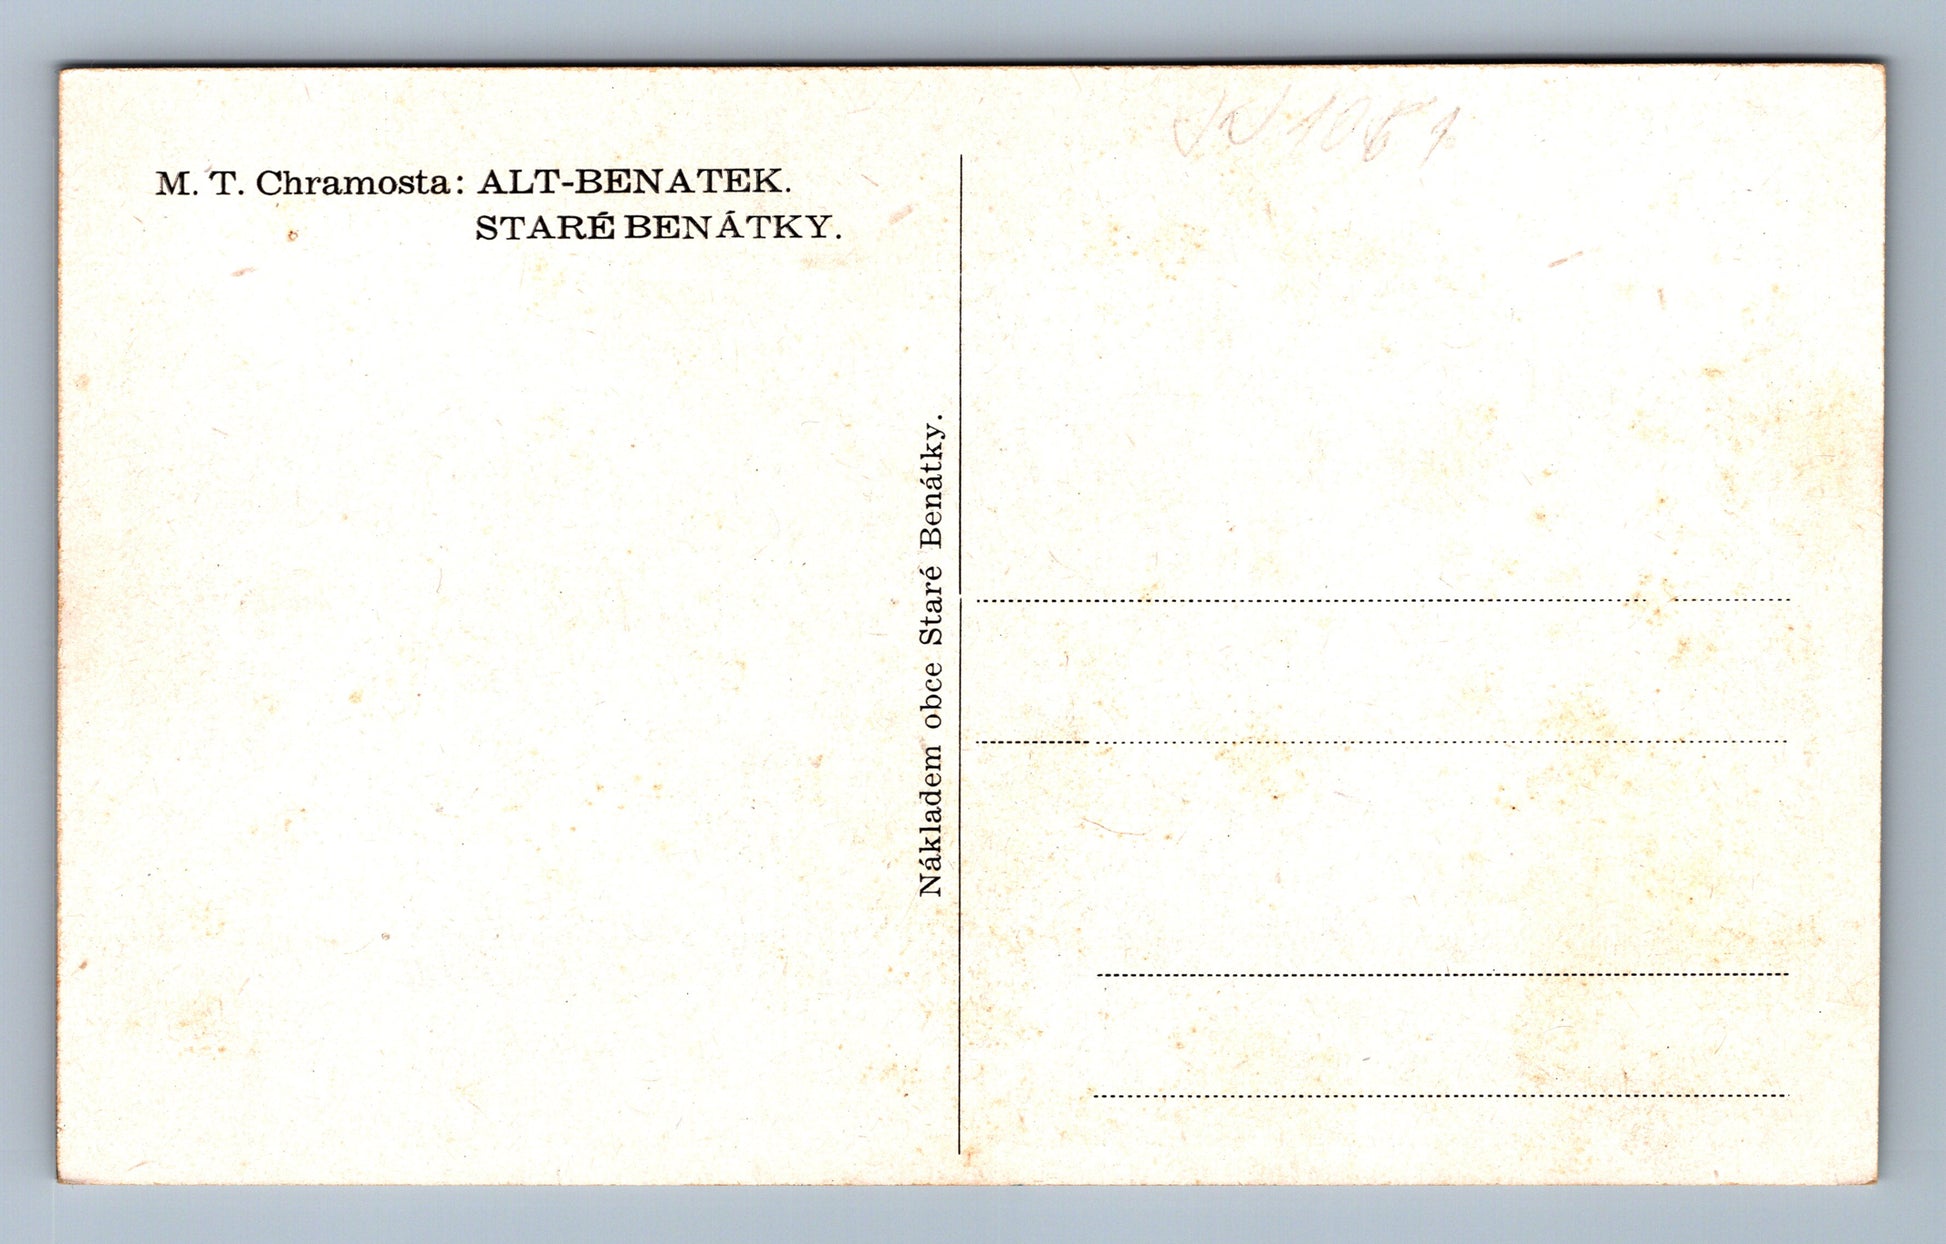 M. T. Chramosta: ALT-BENATEK.
STARÉ BENÁTKY.
Nákladem obce Staré Benátky.